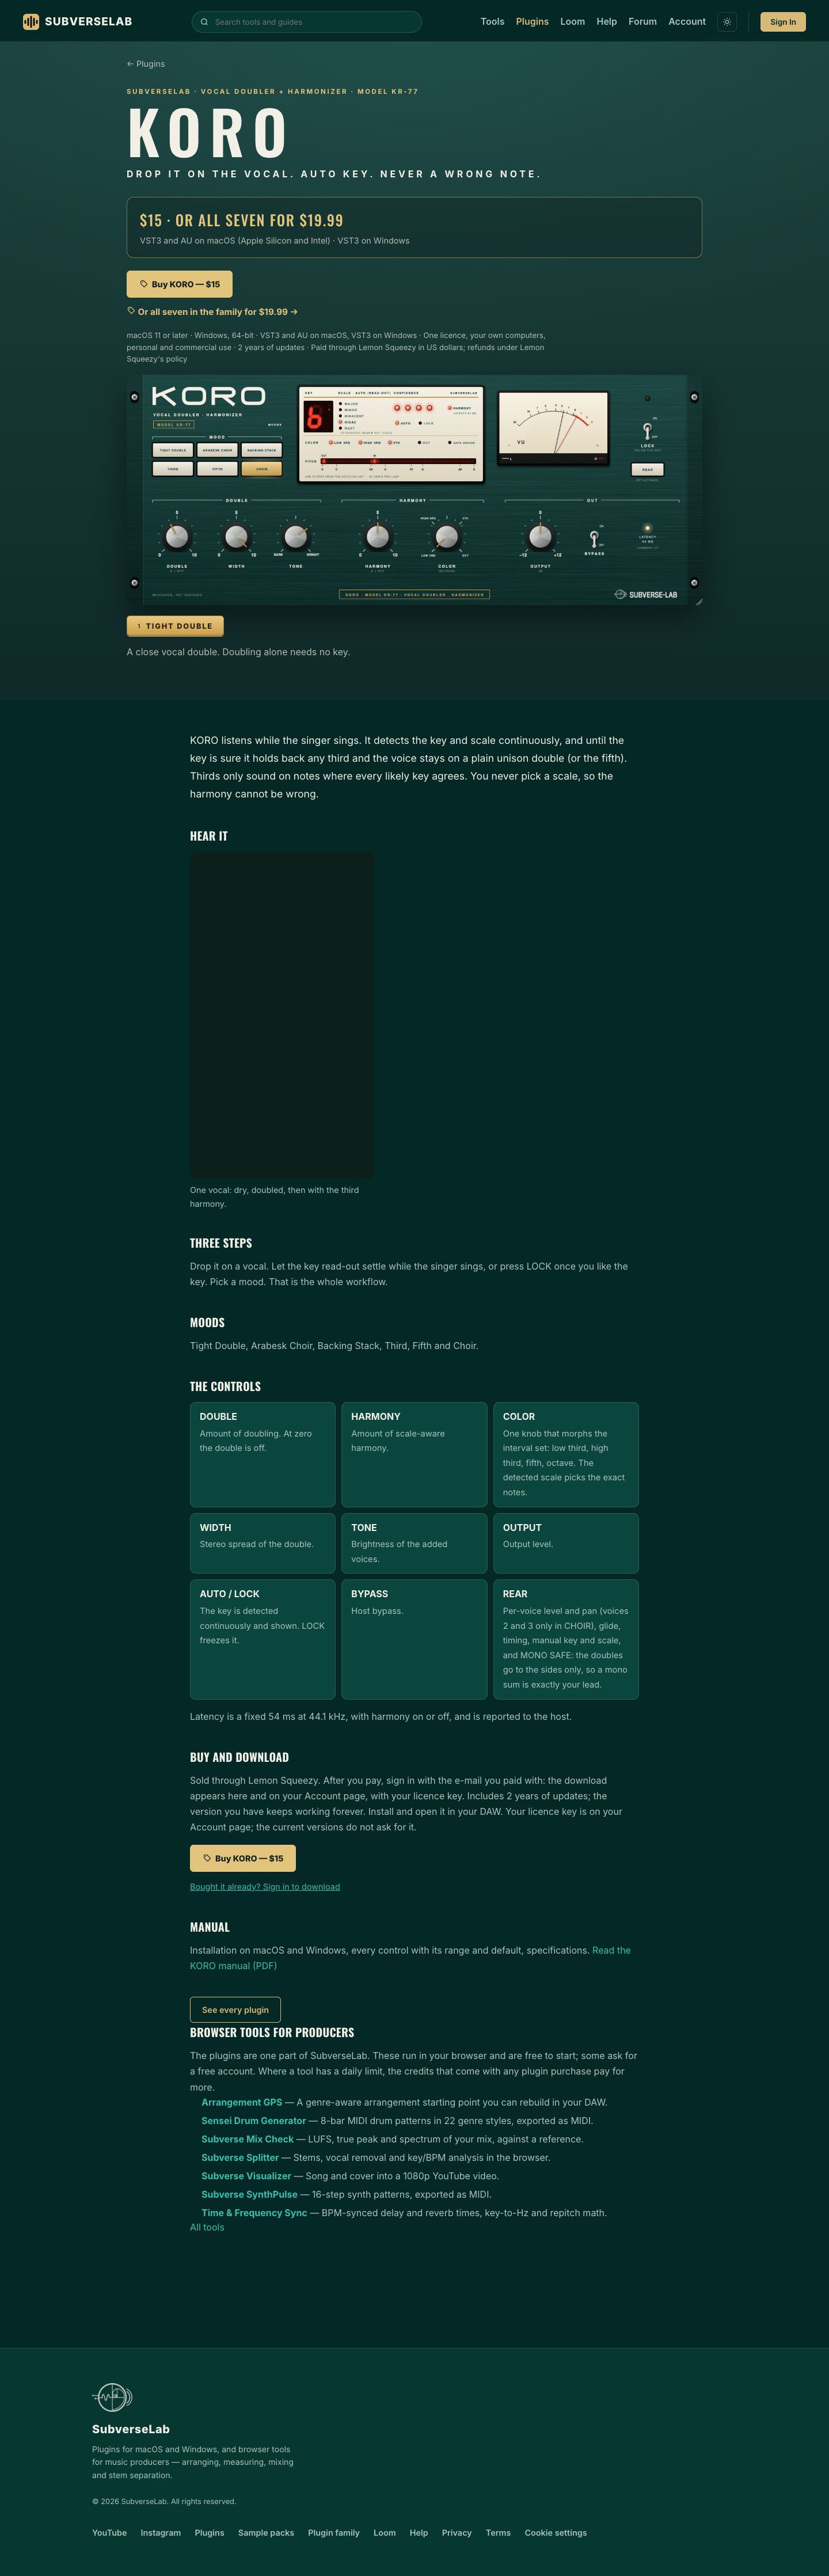 SUBVERSELAB
Search tools and guides
Tools Plugins Loom Help Forum Account
Sign In
← Plugins
SUBVERSELAB · VOCAL DOUBLER + HARMONIZER · MODEL KR-77
KORO
DROP IT ON THE VOCAL. AUTO KEY. NEVER A WRONG NOTE.
$15 · OR ALL SEVEN FOR $19.99
VST3 and AU on macOS (Apple Silicon and Intel) · VST3 on Windows
Buy KORO — $15
Or all seven in the family for $19.99 →
macOS 11 or later · Windows, 64-bit · VST3 and AU on macOS, VST3 on Windows · One licence, your own computers,
personal and commercial use · 2 years of updates · Paid through Lemon Squeezy in US dollars; refunds under Lemon
Squeezy's policy
KORO
VOCAL DOUBLER · HARMONIZER
MODEL KR-77
MOOD
TIGHT DOUBLE ARABESK CHOIR BACKING STACK
THIRD FIFTH CHOIR
KEY SCALE · AUTO (READ-OUT) CONFIDENCE SUBVERSELAB
MAJOR
MINOR
HARMONY
AUTO LOCK
COLOR
VU
LOCK
REAR
DOUBLE HARMONY OUT
DOUBLE WIDTH TONE HARMONY COLOR OUTPUT BYPASS
LATENCY
54 MS
KORO · MODEL KR-77 · VOCAL DOUBLER · HARMONIZER
SUBVERSE-LAB
1 TIGHT DOUBLE
A close vocal double. Doubling alone needs no key.
KORO listens while the singer sings. It detects the key and scale continuously, and until the
key is sure it holds back any third and the voice stays on a plain unison double (or the fifth).
Thirds only sound on notes where every likely key agrees. You never pick a scale, so the
harmony cannot be wrong.
HEAR IT
One vocal: dry, doubled, then with the third
harmony.
THREE STEPS
Drop it on a vocal. Let the key read-out settle while the singer sings, or press LOCK once you like the
key. Pick a mood. That is the whole workflow.
MOODS
Tight Double, Arabesk Choir, Backing Stack, Third, Fifth and Choir.
THE CONTROLS
DOUBLE
Amount of doubling. At zero
the double is off.
HARMONY
Amount of scale-aware
harmony.
COLOR
One knob that morphs the
interval set: low third, high
third, fifth, octave. The
detected scale picks the exact
notes.
WIDTH
Stereo spread of the double.
TONE
Brightness of the added
voices.
OUTPUT
Output level.
AUTO / LOCK
The key is detected
continuously and shown. LOCK
freezes it.
BYPASS
Host bypass.
REAR
Per-voice level and pan (voices
2 and 3 only in CHOIR), glide,
timing, manual key and scale,
and MONO SAFE: the doubles
go to the sides only, so a mono
sum is exactly your lead.
Latency is a fixed 54 ms at 44.1 kHz, with harmony on or off, and is reported to the host.
BUY AND DOWNLOAD
Sold through Lemon Squeezy. After you pay, sign in with the e-mail you paid with: the download
appears here and on your Account page, with your licence key. Includes 2 years of updates; the
version you have keeps working forever. Install and open it in your DAW. Your licence key is on your
Account page; the current versions do not ask for it.
Buy KORO — $15
Bought it already? Sign in to download
MANUAL
Installation on macOS and Windows, every control with its range and default, specifications. Read the
KORO manual (PDF)
See every plugin
BROWSER TOOLS FOR PRODUCERS
The plugins are one part of SubverseLab. These run in your browser and are free to start; some ask for
a free account. Where a tool has a daily limit, the credits that come with any plugin purchase pay for
more.
Arrangement GPS — A genre-aware arrangement starting point you can rebuild in your DAW.
Sensei Drum Generator — 8-bar MIDI drum patterns in 22 genre styles, exported as MIDI.
Subverse Mix Check — LUFS, true peak and spectrum of your mix, against a reference.
Subverse Splitter — Stems, vocal removal and key/BPM analysis in the browser.
Subverse Visualizer — Song and cover into a 1080p YouTube video.
Subverse SynthPulse — 16-step synth patterns, exported as MIDI.
Time & Frequency Sync — BPM-synced delay and reverb times, key-to-Hz and repitch math.
All tools
SubverseLab
Plugins for macOS and Windows, and browser tools
for music producers — arranging, measuring, mixing
and stem separation.
© 2026 SubverseLab. All rights reserved.
YouTube Instagram Plugins Sample packs Plugin family Loom Help Privacy Terms Cookie settings